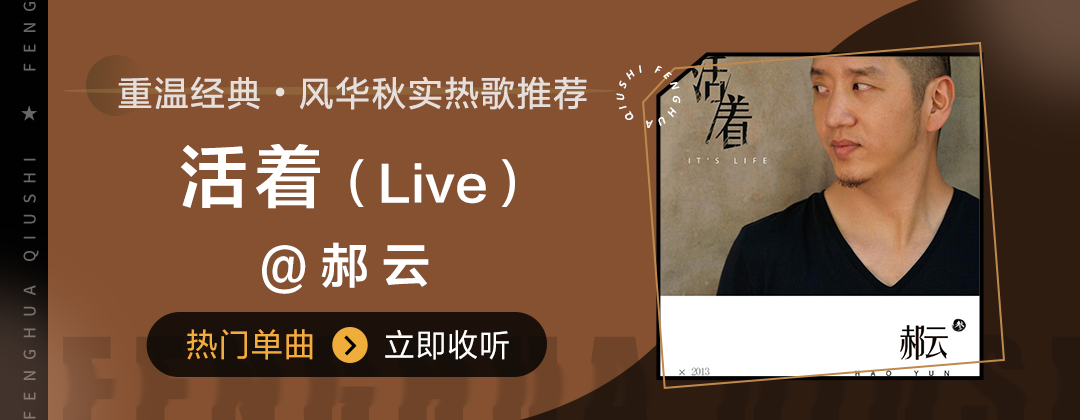 FENGHUA QIUSHI ★ FENG
重温经典·风华秋实热歌推荐
活着（Live）
@郝云
热门单曲
立即收听
QIUSHI FENGHUA
活着
IT'S LIFE
郝云
叁
HAO YUN
× 2013